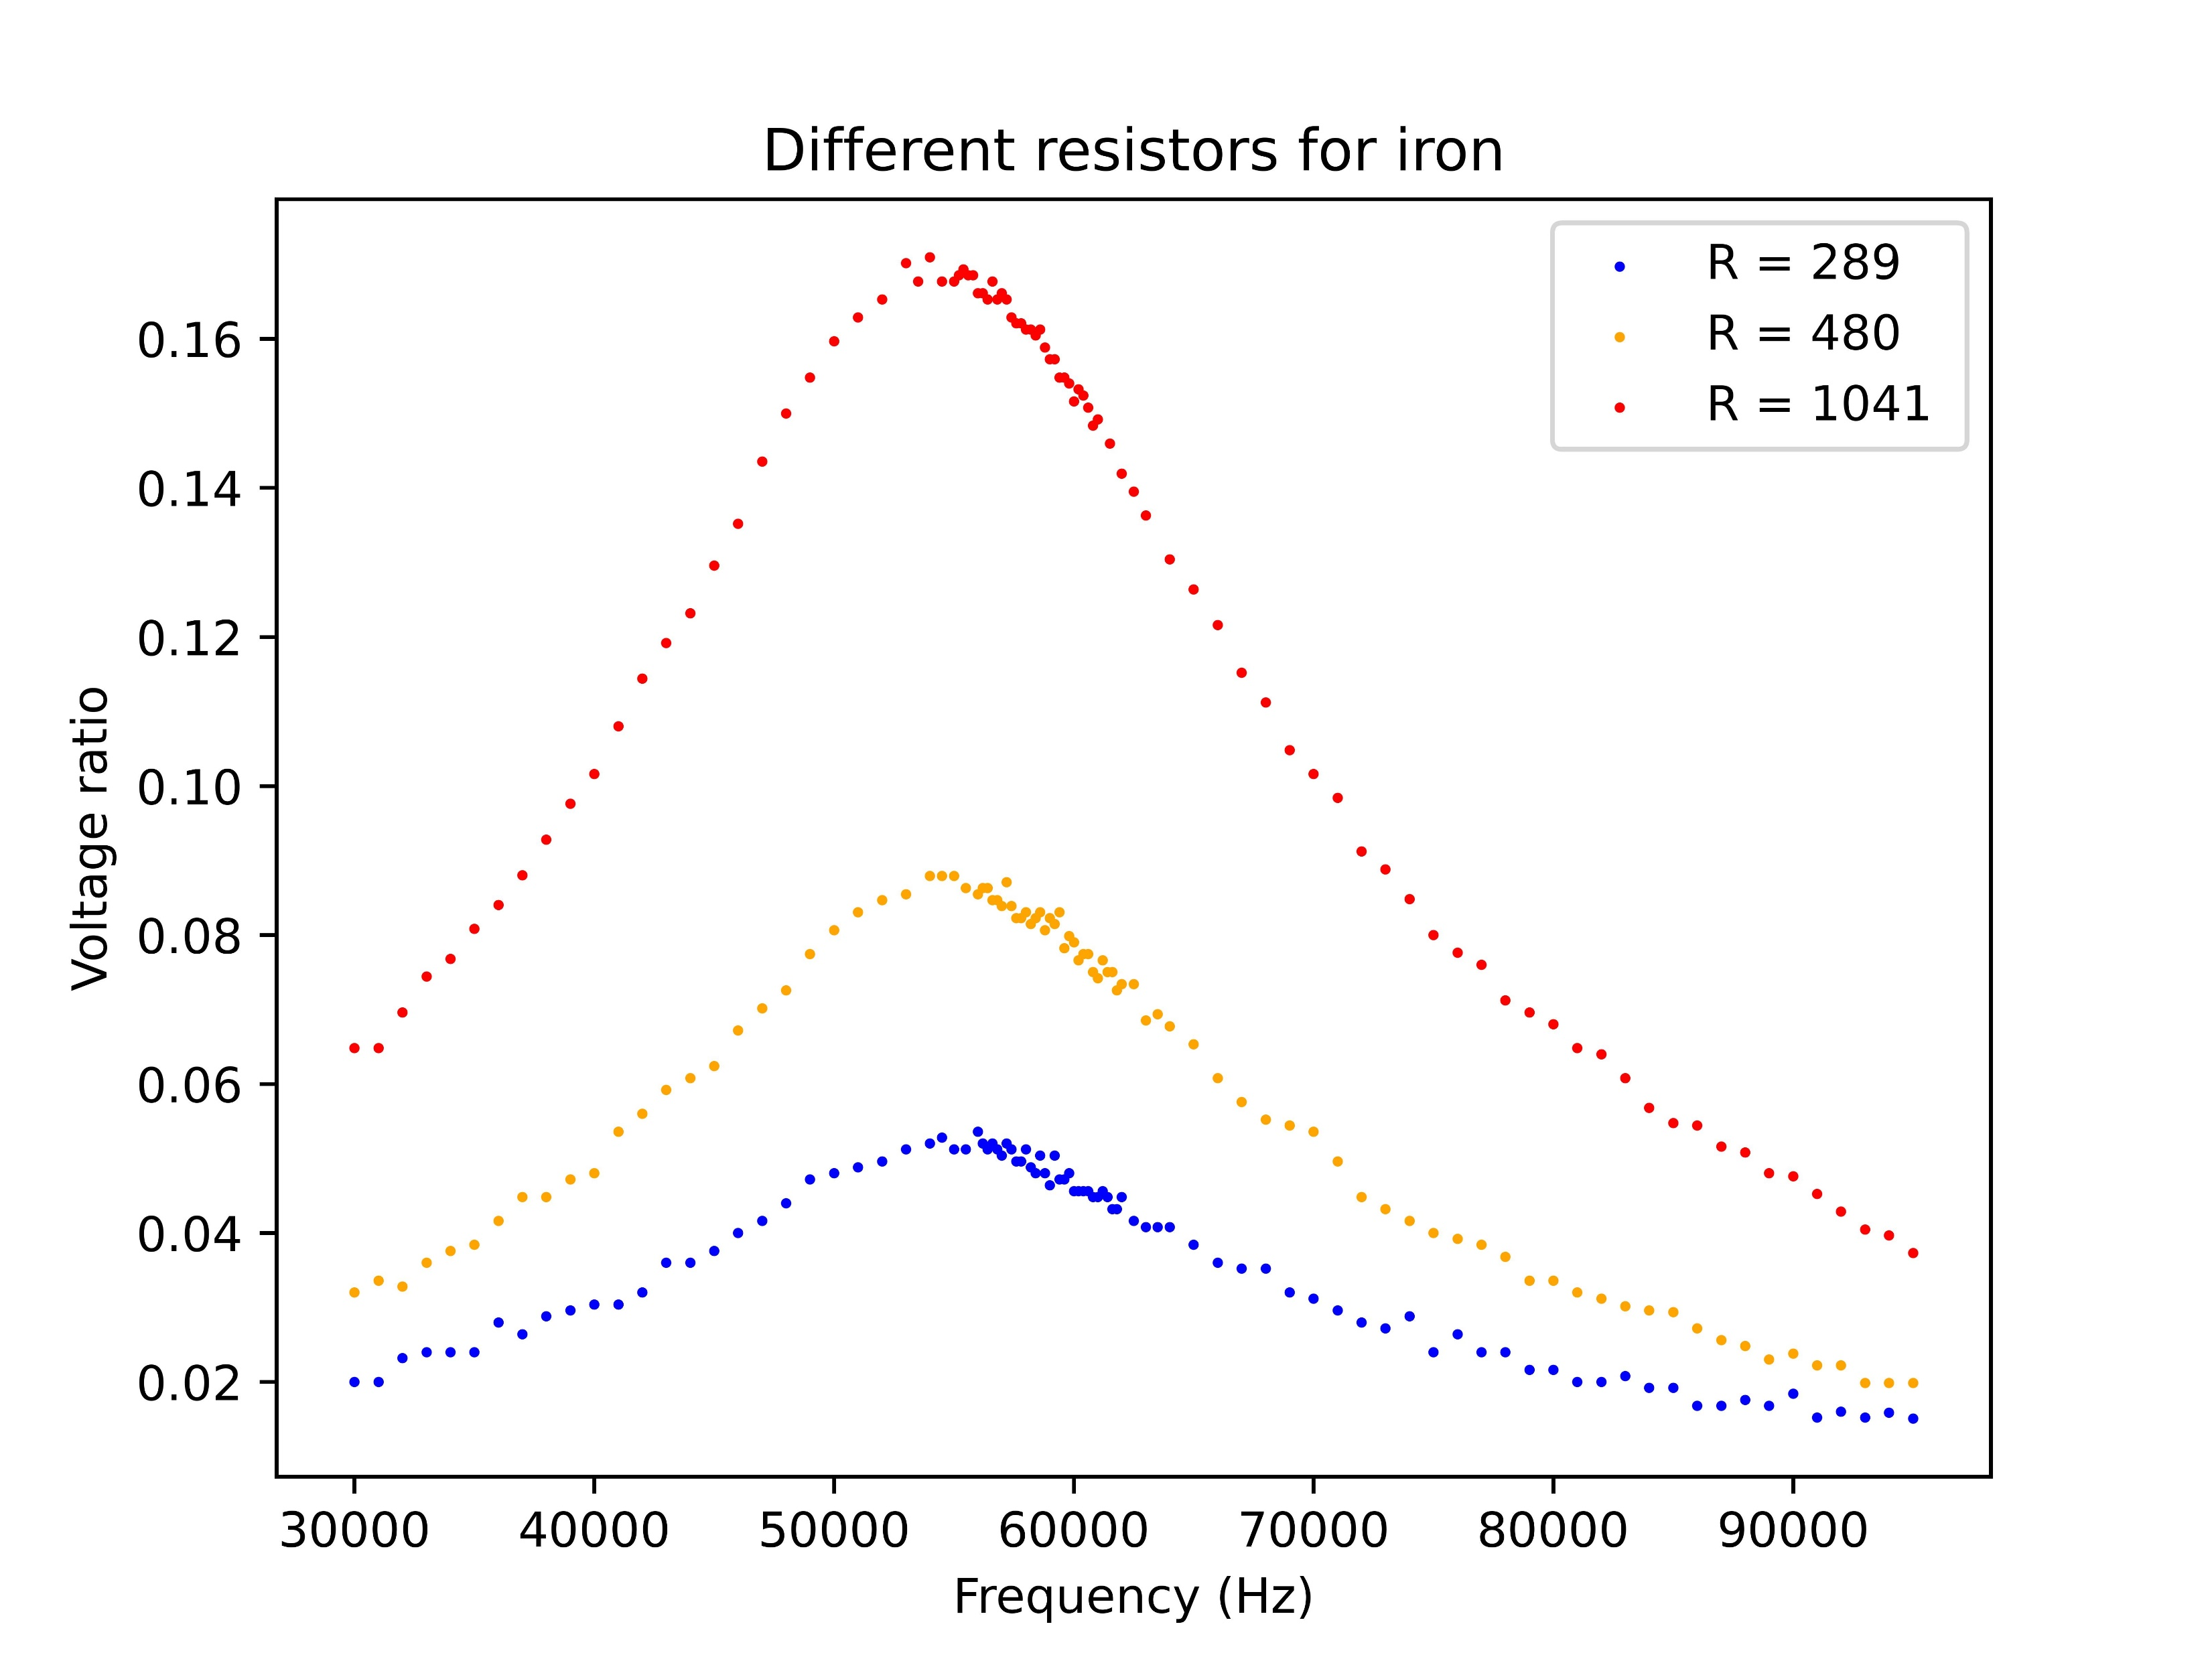 Different resistors for iron
R = 289
R = 480
R = 1041
Voltage ratio
0.16
0.14
0.12
0.10
0.08
0.06
0.04
0.02
30000 40000 50000 60000 70000 80000 90000
Frequency (Hz)